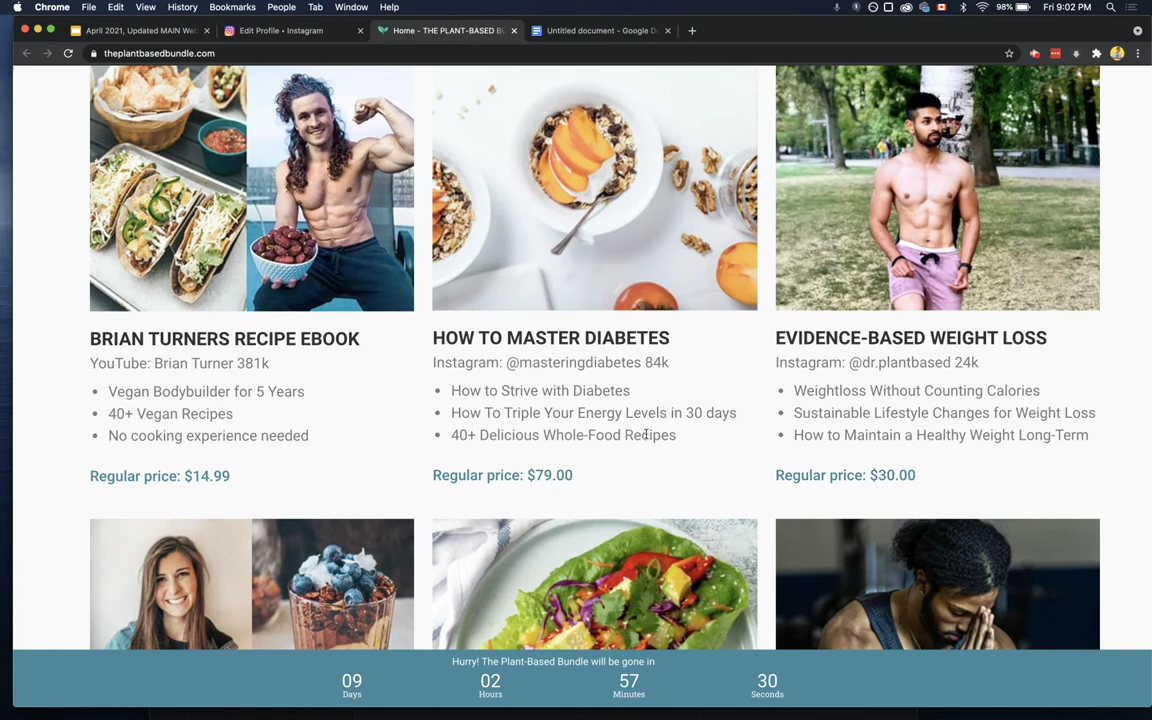 Chrome File Edit View History Bookmarks People Tab Window Help 98% Fri 9:02 PM
April 2021, Updated MAIN Web Edit Profile • Instagram Home - THE PLANT-BASED BU Untitled document - Google Do
theplantbasedbundle.com
BRIAN TURNERS RECIPE EBOOK
YouTube: Brian Turner 381k
• Vegan Bodybuilder for 5 Years
• 40+ Vegan Recipes
• No cooking experience needed
Regular price: $14.99
HOW TO MASTER DIABETES
Instagram: @masteringdiabetes 84k
• How to Strive with Diabetes
• How To Triple Your Energy Levels in 30 days
• 40+ Delicious Whole-Food Recipes
Regular price: $79.00
EVIDENCE-BASED WEIGHT LOSS
Instagram: @dr.plantbased 24k
• Weightloss Without Counting Calories
• Sustainable Lifestyle Changes for Weight Loss
• How to Maintain a Healthy Weight Long-Term
Regular price: $30.00
Hurry! The Plant-Based Bundle will be gone in
09 02 57 30
Days Hours Minutes Seconds